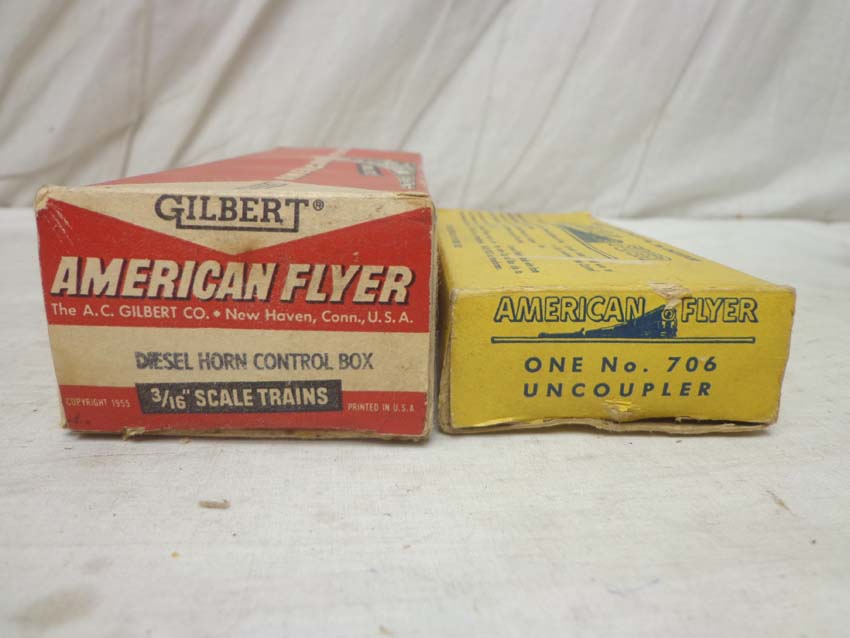 GILBERT®
AMERICAN FLYER
The A.C. GILBERT CO. • New Haven, Conn., U.S.A.
DIESEL HORN CONTROL BOX
3/16" SCALE TRAINS
COPYRIGHT 1955
PRINTED IN U.S.A
AMERICAN FLYER
ONE No. 706
UNCOUPLER